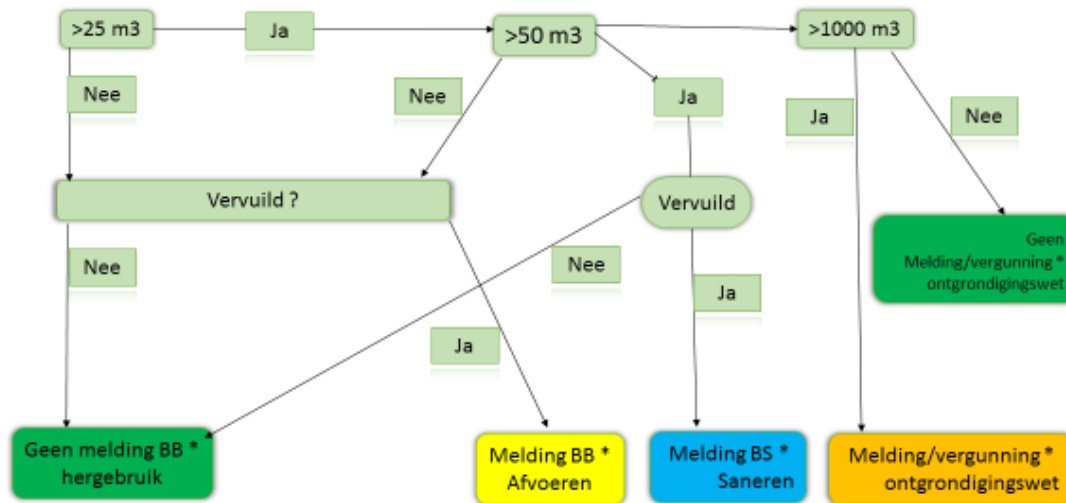 >25 m3
Ja
>50 m3
>1000 m3
Nee
Nee
Ja
Ja
Nee
Vervuild ?
Vervuild
Nee
Nee
Ja
Ja
Geen
Melding/vergunning *
ontgrondigingswet
Geen melding BB *
hergebruik
Melding BB *
Afvoeren
Melding BS *
Saneren
Melding/vergunning *
ontgrondigingswet